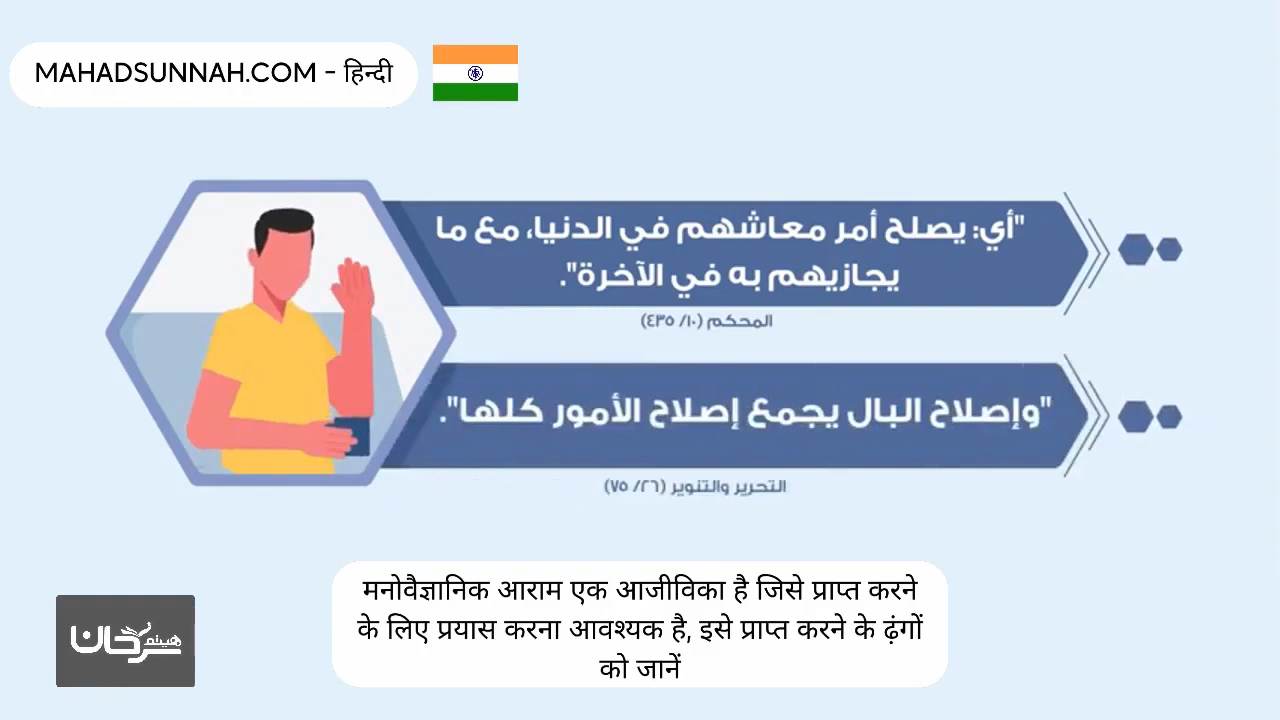 MAHADSUNNAH.COM - हिन्दी
"أي: يصلح أمر معاشهم في الدنيا، مع ما
يجازيهم به في الآخرة".
المحكم (١٠/ ٤٣٥)
"وإصلاح البال يجمع إصلاح الأمور كلها".
التحرير والتنوير (٢٦/ ٧٥)
मनोवैज्ञानिक आराम एक आजीविका है जिसे प्राप्त करने
के लिए प्रयास करना आवश्यक है, इसे प्राप्त करने के ढ़ंगों
को जानें
هيثم
سرحان